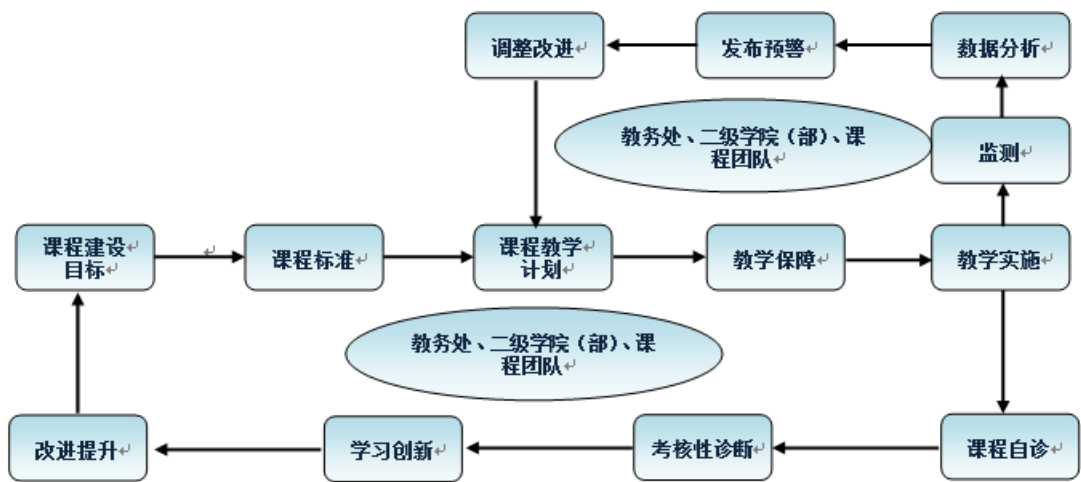 调整改进
发布预警
数据分析
教务处、二级学院（部）、课
程团队
监测
课程建设
目标
课程标准
课程教学
计划
教学保障
教学实施
教务处、二级学院（部）、课
程团队
改进提升
学习创新
考核性诊断
课程自诊